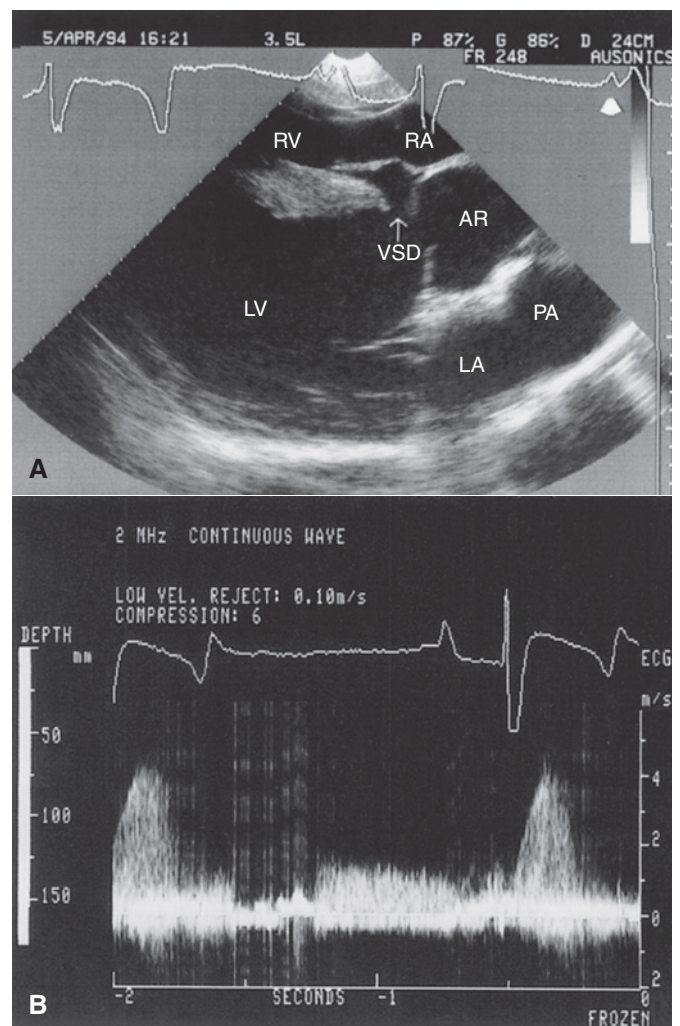 5/APR/94 16:21 3.5L P 87% G 86% D 24CM
FR 248 AUSONICS
RV RA
AR
VSD
LV
PA
LA
A
2 MHz CONTINUOUS WAVE
LOW VEL. REJECT: 0.10m/s
COMPRESSION: 6
DEPTH
mm
ECG
m/s
50
4
100
2
150
0
2
-2 SECONDS -1 0
B
FROZEN